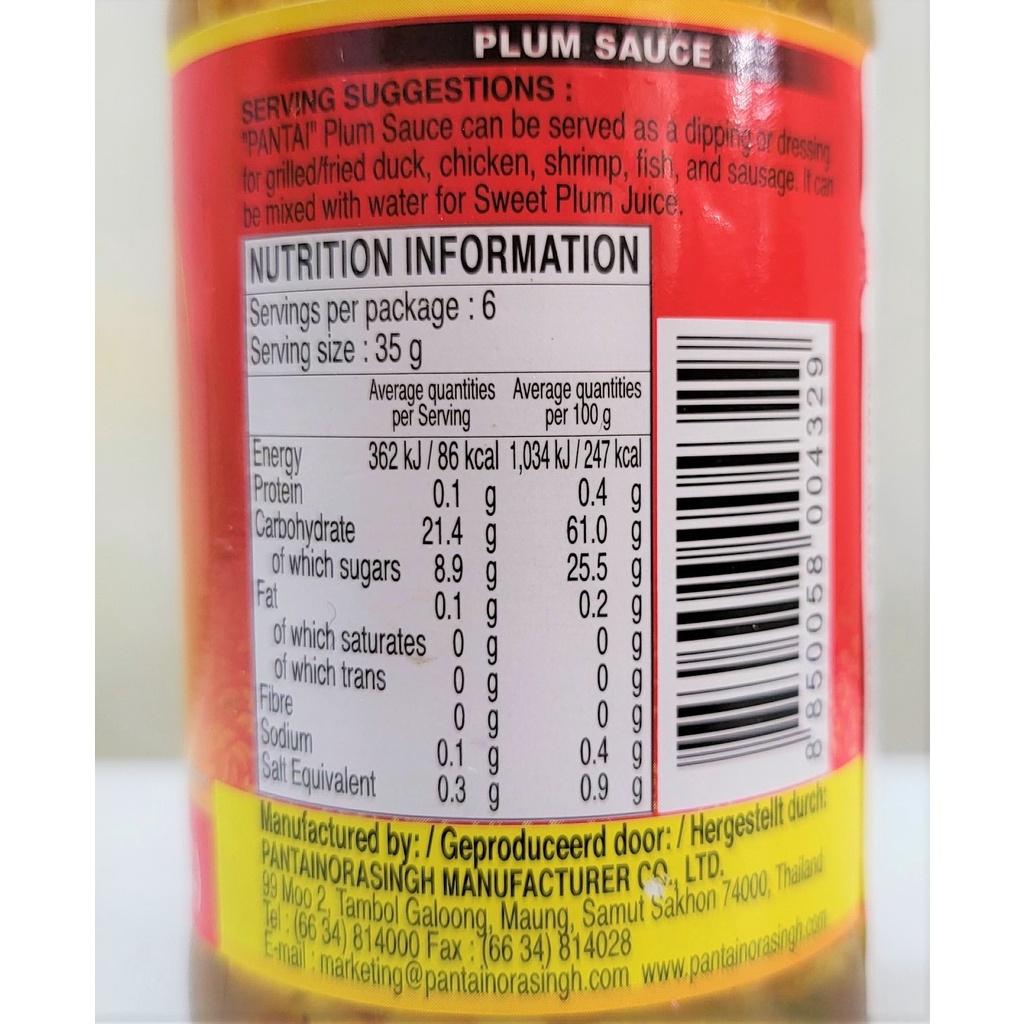 PLUM SAUCE
SERVING SUGGESTIONS :
"PANTAI" Plum Sauce can be served as a dipping or dressing
for grilled/fried duck, chicken, shrimp, fish, and sausage. It can
be mixed with water for Sweet Plum Juice.
NUTRITION INFORMATION
Servings per package : 6
Serving size : 35 g
Average quantities per Serving Average quantities per 100 g
Energy 362 kJ / 86 kcal 1,034 kJ / 247 kcal
Protein 0.1 g 0.4 g
Carbohydrate 21.4 g 61.0 g
of which sugars 8.9 g 25.5 g
Fat 0.1 g 0.2 g
of which saturates 0 g 0 g
of which trans 0 g 0 g
Fibre 0 g 0 g
Sodium 0.1 g 0.4 g
Salt Equivalent 0.3 g 0.9 g
8 850058 004329
Manufactured by: / Geproduceerd door: / Hergestellt durch:
PANTAINORASINGH MANUFACTURER CO., LTD.
99 Moo 2, Tambol Galoong, Maung, Samut Sakhon 74000, Thailand
Tel : (66 34) 814000 Fax : (66 34) 814028
E-mail : marketing@pantainorasingh.com www.pantainorasingh.com